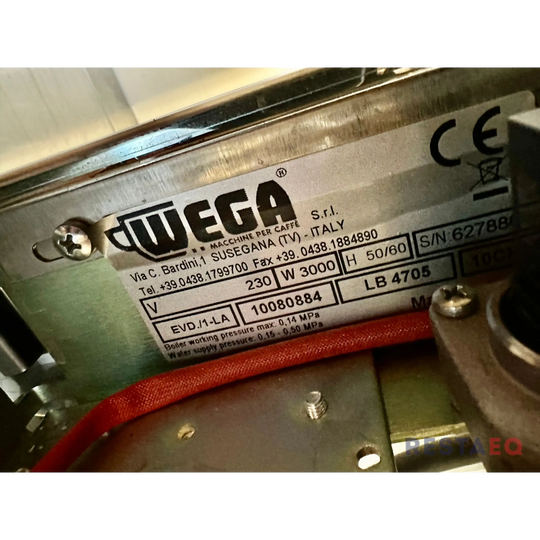 WEGA®
MACCHINE PER CAFFÈ
S.r.l.
CE
Via C. Bardini,1 SUSEGANA (TV) - ITALY
Tel. +39.0438.1799700 Fax +39. 0438.1884890
V 230 W 3000 H 50/60 S/N:
EVD./1-LA 10080884 LB 4705
Boiler working pressure max: 0,14 MPa
Water supply pressure: 0,15 - 0,50 MPa
RESTAEQ